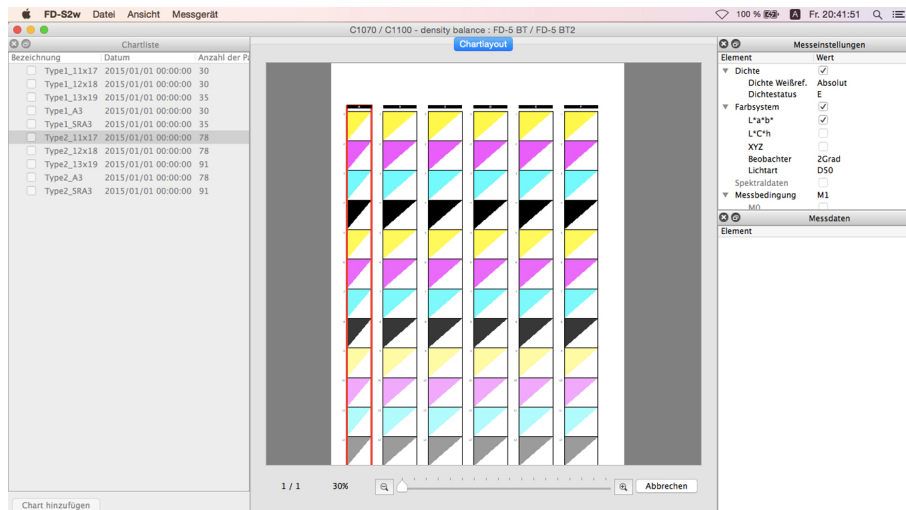 FD-S2w Datei Ansicht Messgerät 100 % A Fr. 20:41:51
C1070 / C1100 - density balance : FD-5 BT / FD-5 BT2
Chartliste
Bezeichnung Datum Anzahl der Pa
Type1_11x17 2015/01/01 00:00:00 30
Type1_12x18 2015/01/01 00:00:00 30
Type1_13x19 2015/01/01 00:00:00 35
Type1_A3 2015/01/01 00:00:00 30
Type1_SRA3 2015/01/01 00:00:00 35
Type2_11x17 2015/01/01 00:00:00 78
Type2_12x18 2015/01/01 00:00:00 78
Type2_13x19 2015/01/01 00:00:00 91
Type2_A3 2015/01/01 00:00:00 78
Type2_SRA3 2015/01/01 00:00:00 91
Chart hinzufügen
Chartlayout
1 / 1 30% Abbrechen
Messeinstellungen
Element Wert
Dichte
Dichte Weißref. Absolut
Dichtestatus E
Farbsystem
L*a*b*
L*C*h
XYZ
Beobachter 2Grad
Lichtart D50
Spektraldaten
Messbedingung M1
M0
Messdaten
Element